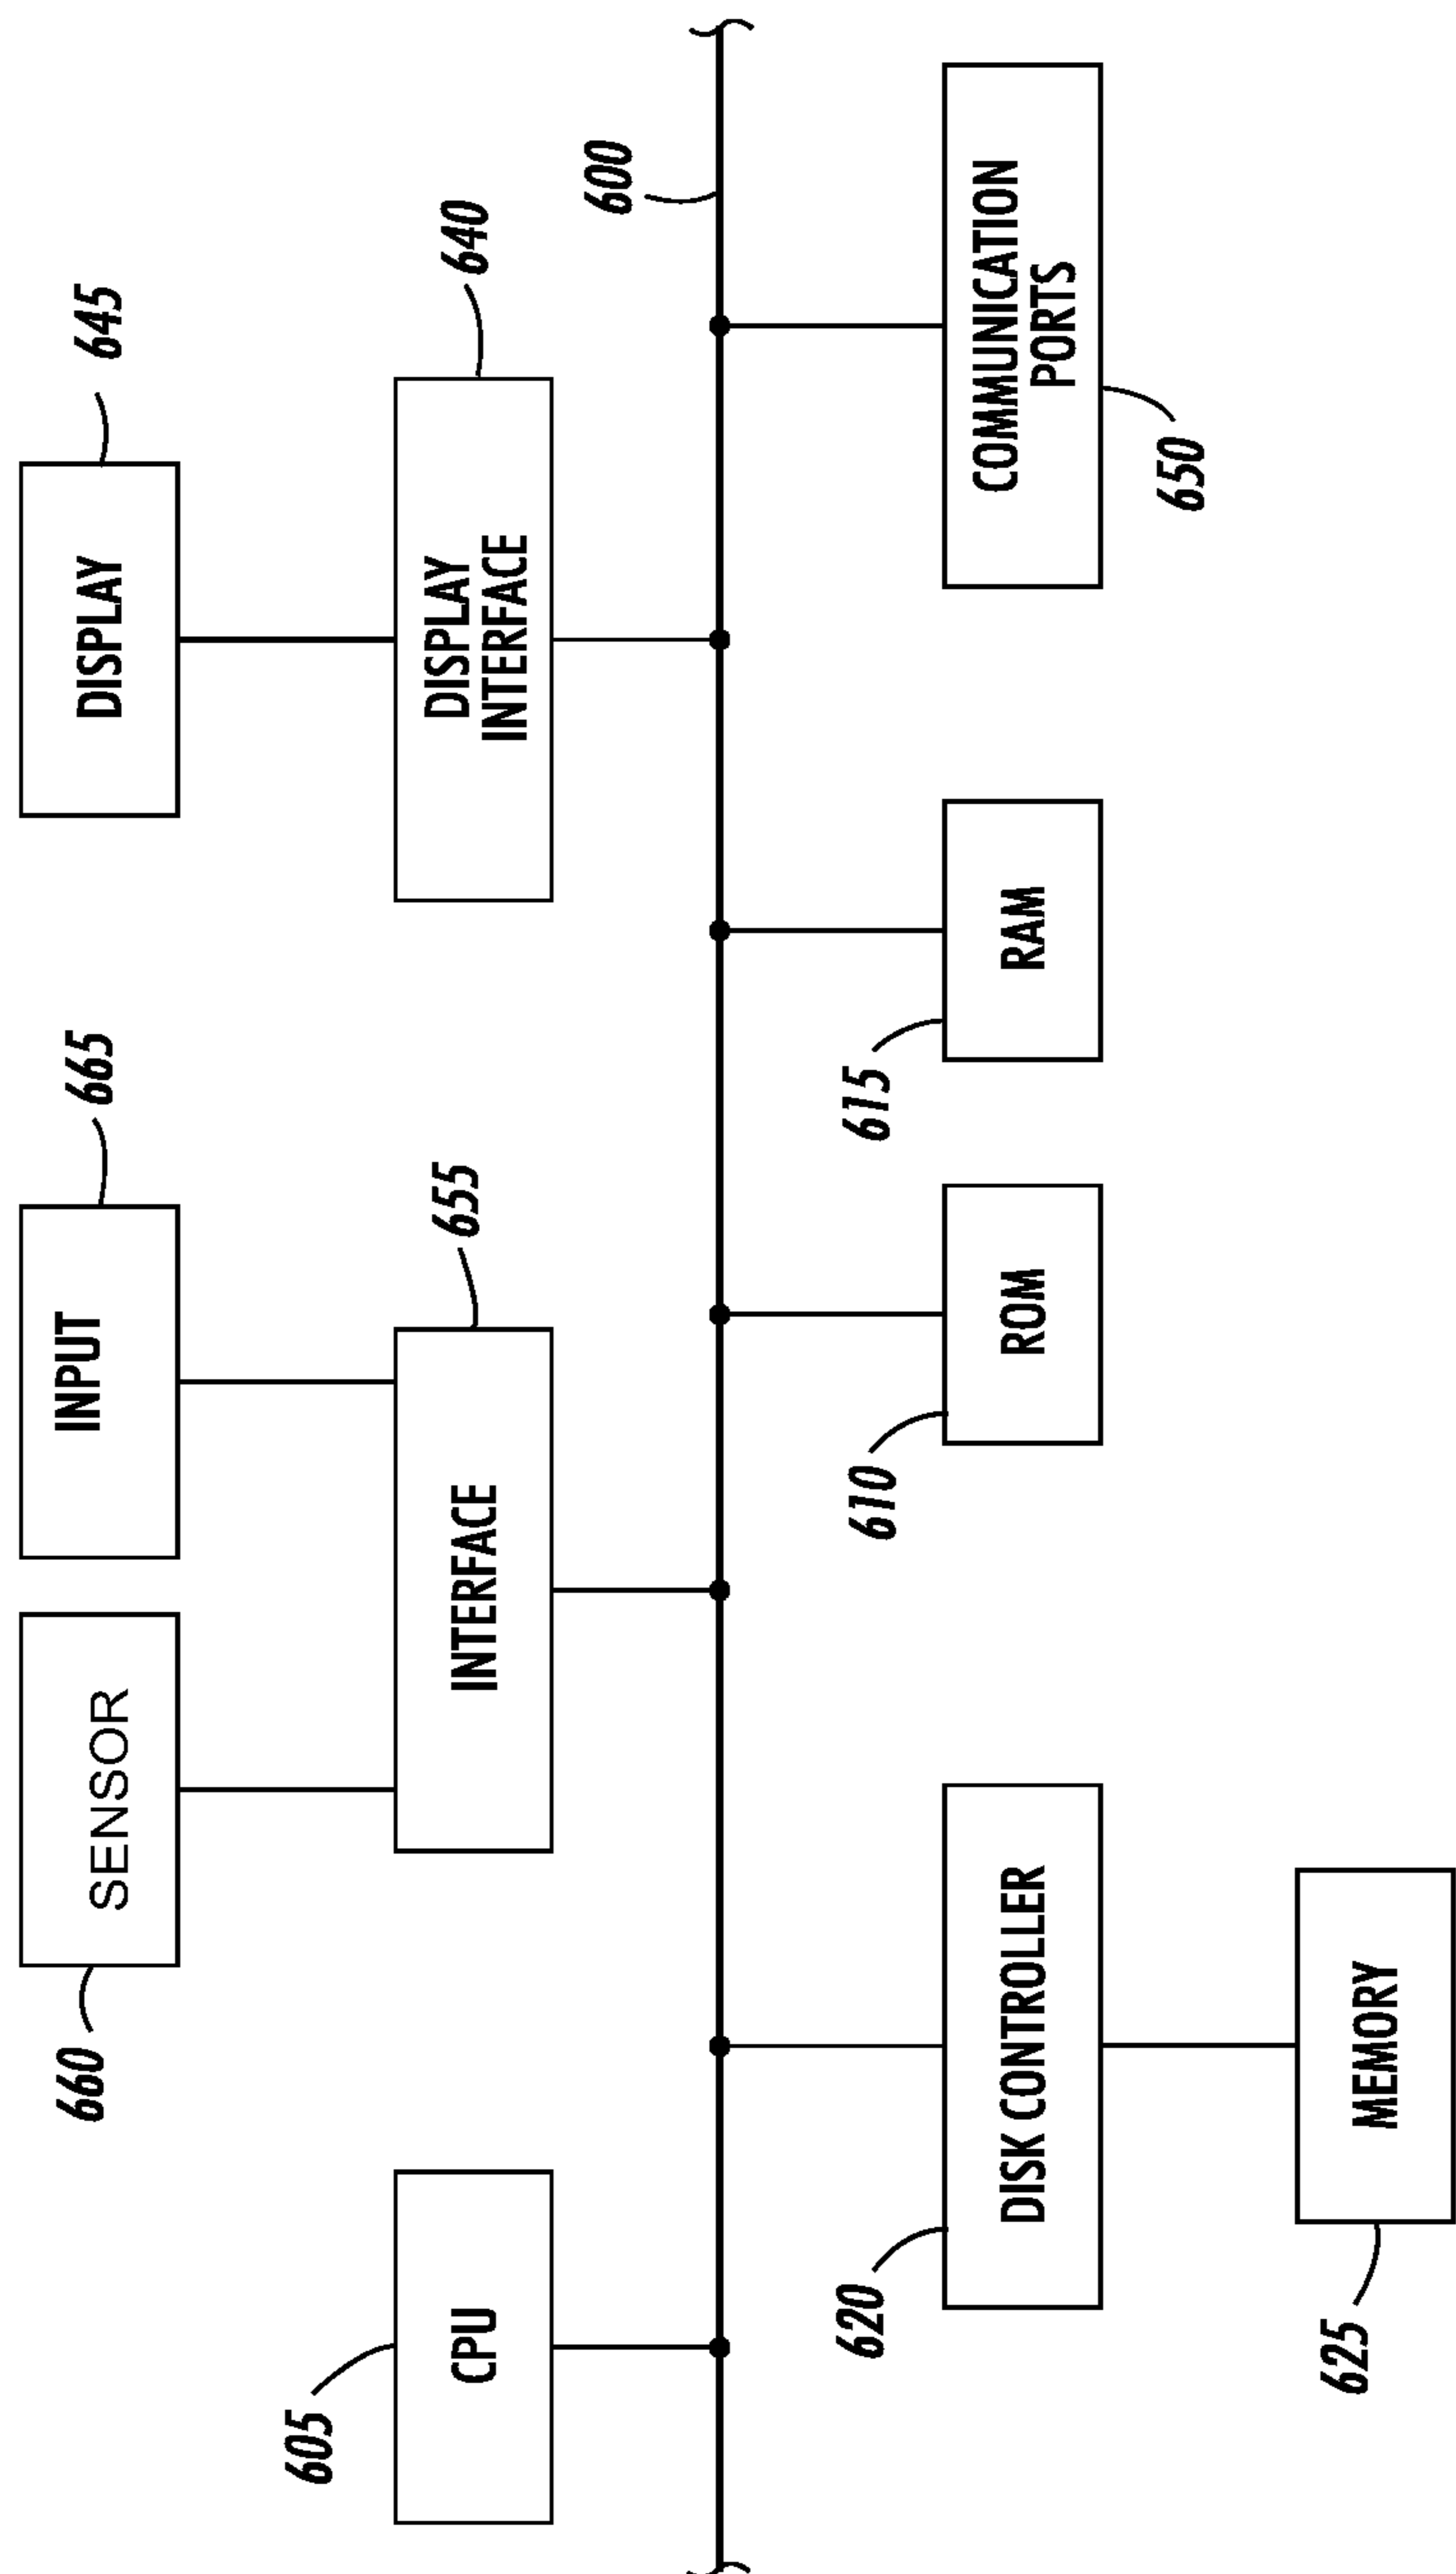 660
SENSOR
INPUT
665
DISPLAY
645
605
CPU
INTERFACE
655
DISPLAY
INTERFACE
640
600
620
DISK CONTROLLER
610
ROM
615
RAM
COMMUNICATION
PORTS
650
625
MEMORY